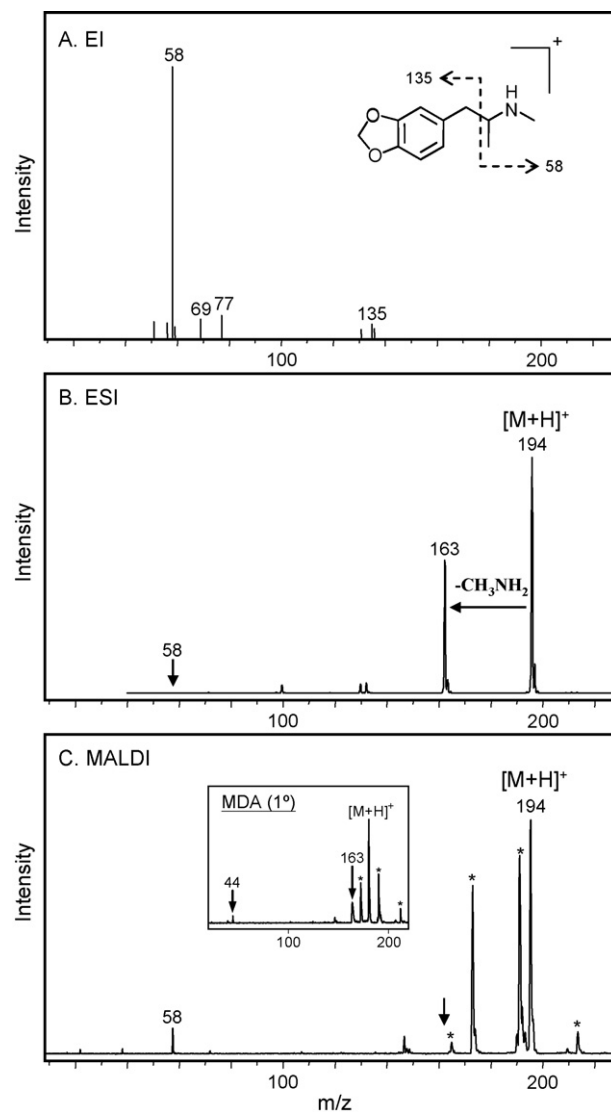 A. EI
58
+
135
H
N
O
O
58
69
77
135
Intensity
100
200
B. ESI
[M+H]⁺
194
163
-CH₃NH₂
58
Intensity
100
200
C. MALDI
[M+H]⁺
194
MDA (1º)
[M+H]⁺
163
44
*
*
*
100
200
*
*
58
*
*
Intensity
100
200
m/z